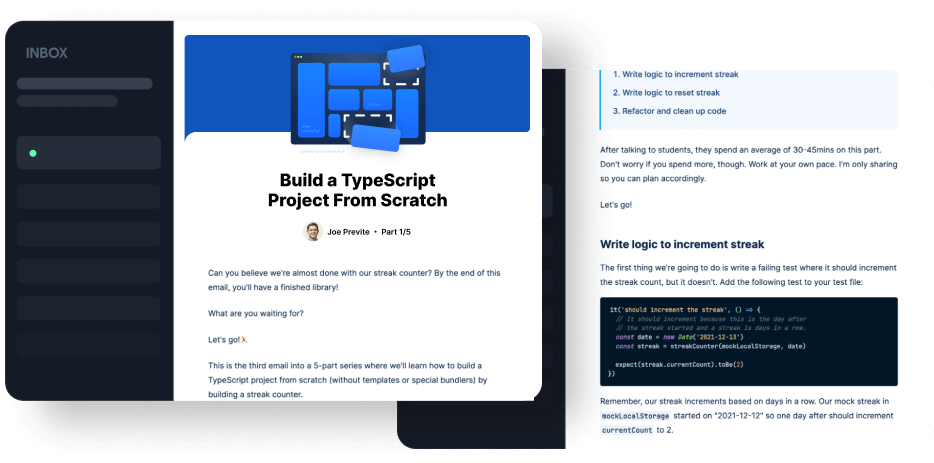 INBOX
Build a TypeScript
Project From Scratch
Joe Previte • Part 1/5
Can you believe we're almost done with our streak counter? By the end of this
email, you'll have a finished library!
What are you waiting for?
Let's go!🏃
This is the third email into a 5-part series where we'll learn how to build a
TypeScript project from scratch (without templates or special bundlers) by
building a streak counter.
1. Write logic to increment streak
2. Write logic to reset streak
3. Refactor and clean up code
After talking to students, they spend an average of 30-45mins on this part.
Don't worry if you spend more, though. Work at your own pace. I'm only sharing
so you can plan accordingly.
Let's go!
Write logic to increment streak
The first thing we're going to do is write a failing test where it should increment
the streak count, but it doesn't. Add the following test to your test file:
it('should increment the streak', () => {
// It should increment because this is the day after
// the streak started and a streak is days in a row.
const date = new Date('2021-12-13')
const streak = streakCounter(mockLocalStorage, date)
expect(streak.currentCount).toBe(2)
})
Remember, our streak increments based on days in a row. Our mock streak in
mockLocalStorage started on "2021-12-12" so one day after should increment
currentCount to 2.